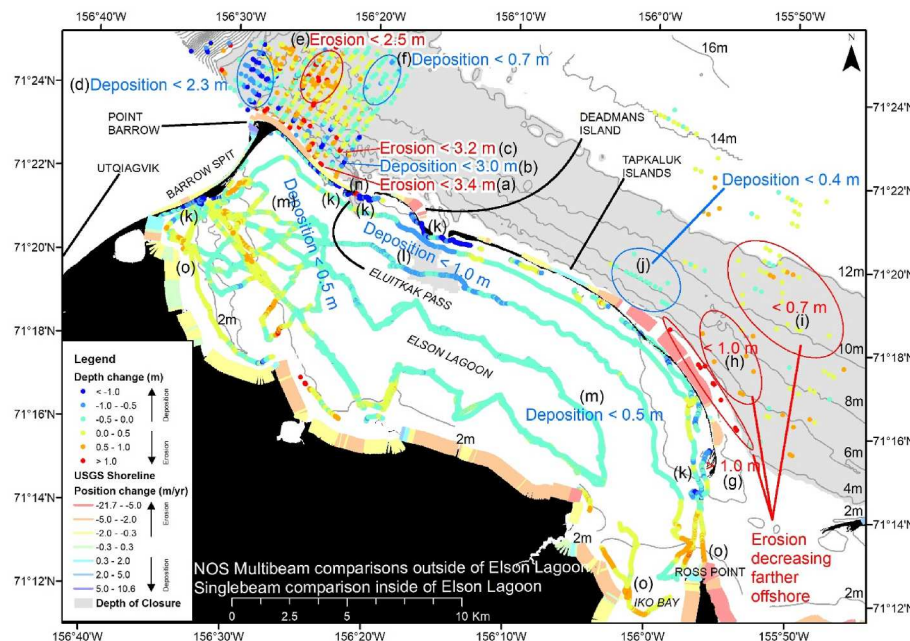 156°40'W
156°30'W
156°20'W
156°10'W
156°0'W
155°50'W
16m
N
(e) Erosion < 2.5 m
(f) Deposition < 0.7 m
71°24'N
(d) Deposition < 2.3 m
14m
POINT
BARROW
DEADMANS
ISLAND
Erosion < 3.2 m (c)
Deposition < 3.0 m (b)
Erosion < 3.4 m (a)
TAPKALUK
ISLANDS
71°22'N
UTQIAGVIK
BARROW SPIT
(n)
Deposition < 0.4 m
(k)
(m)
(k)
(k)
(k)
71°20'N
(o)
Deposition < 0.5 m
Deposition < 1.0 m
(l)
(j)
12m
ELUITKAK PASS
< 0.7 m
(i)
10m
71°18'N
2m
ELSON LAGOON
< 1.0 m
(h)
8m
71°16'N
(m)
Deposition < 0.5 m
6m
2m
> 1.0 m
(g)
4m
(k)
2m
71°14'N
2m
2m
Erosion
decreasing
farther
offshore
(o)
ROSS POINT
(o)
IKO BAY
71°12'N
2m
Legend
Depth change (m)
< -1.0
-1.0 - -0.5
-0.5 - 0.0
0.0 - 0.5
0.5 - 1.0
> 1.0
Deposition
Erosion
USGS Shoreline
Position change (m/yr)
-21.7 - -5.0
-5.0 - -2.0
-2.0 - -0.3
-0.3 - 0.3
0.3 - 2.0
2.0 - 5.0
5.0 - 10.6
Erosion
Deposition
Depth of Closure
NOS Multibeam comparisons outside of Elson Lagoon
Singlebeam comparison inside of Elson Lagoon
0 2.5 5 10 Km
156°40'W
156°30'W
156°20'W
156°10'W
156°0'W
155°50'W
71°24'N
71°22'N
71°20'N
71°18'N
71°16'N
71°14'N
71°12'N